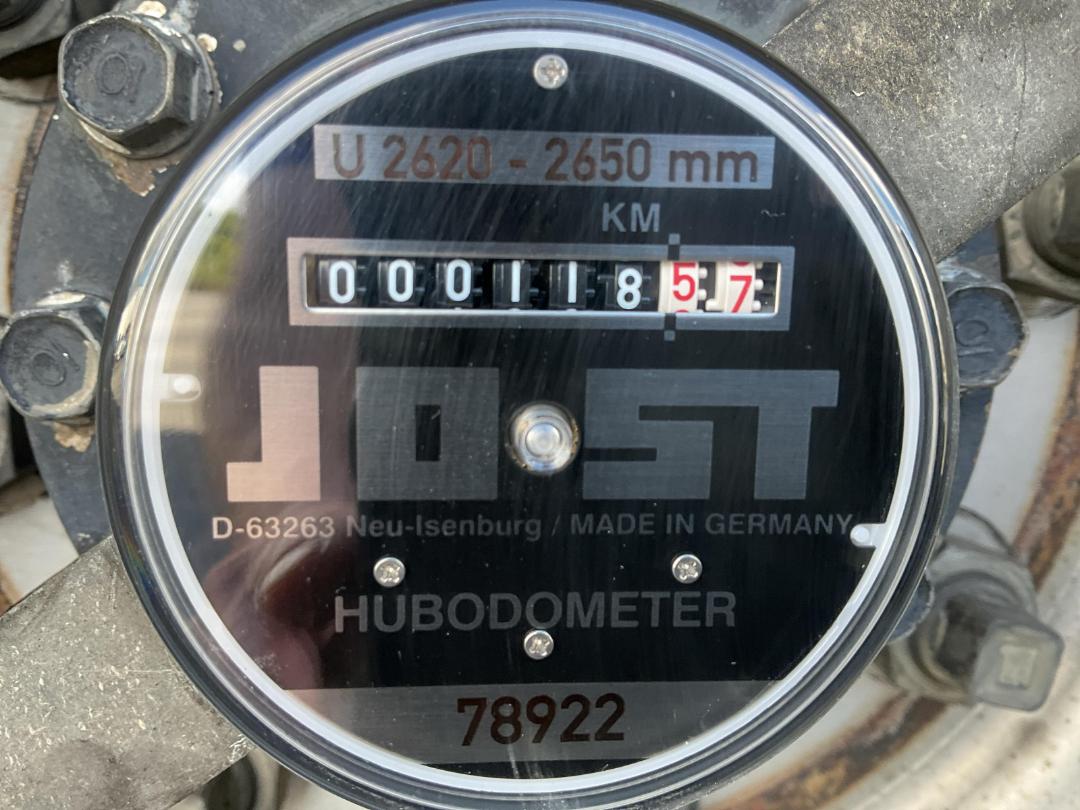 U 2620 - 2650 mm
KM
00011857
JOST
D-63263 Neu-Isenburg / MADE IN GERMANY
HUBODOMETER
78922